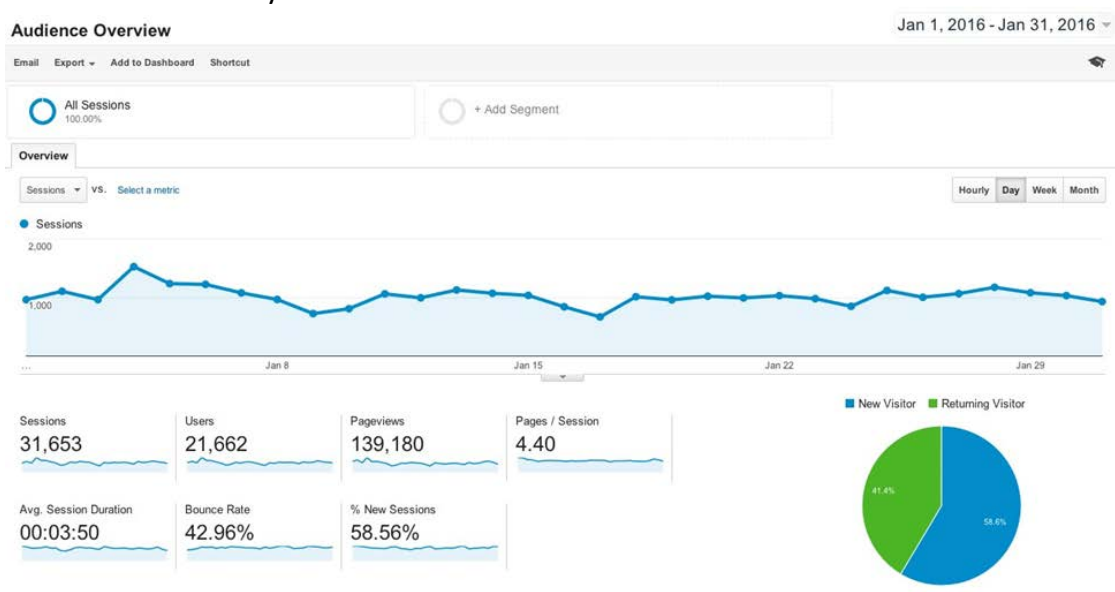 Audience Overview
Jan 1, 2016 - Jan 31, 2016
Email Export Add to Dashboard Shortcut
All Sessions
100.00%
+ Add Segment
Overview
Sessions VS. Select a metric
Hourly Day Week Month
Sessions
2,000
1,000
... Jan 8 Jan 15 Jan 22 Jan 29
New Visitor Returning Visitor
Sessions Users Pageviews Pages / Session
31,653 21,662 139,180 4.40
41.4%
58.6%
Avg. Session Duration Bounce Rate % New Sessions
00:03:50 42.96% 58.56%